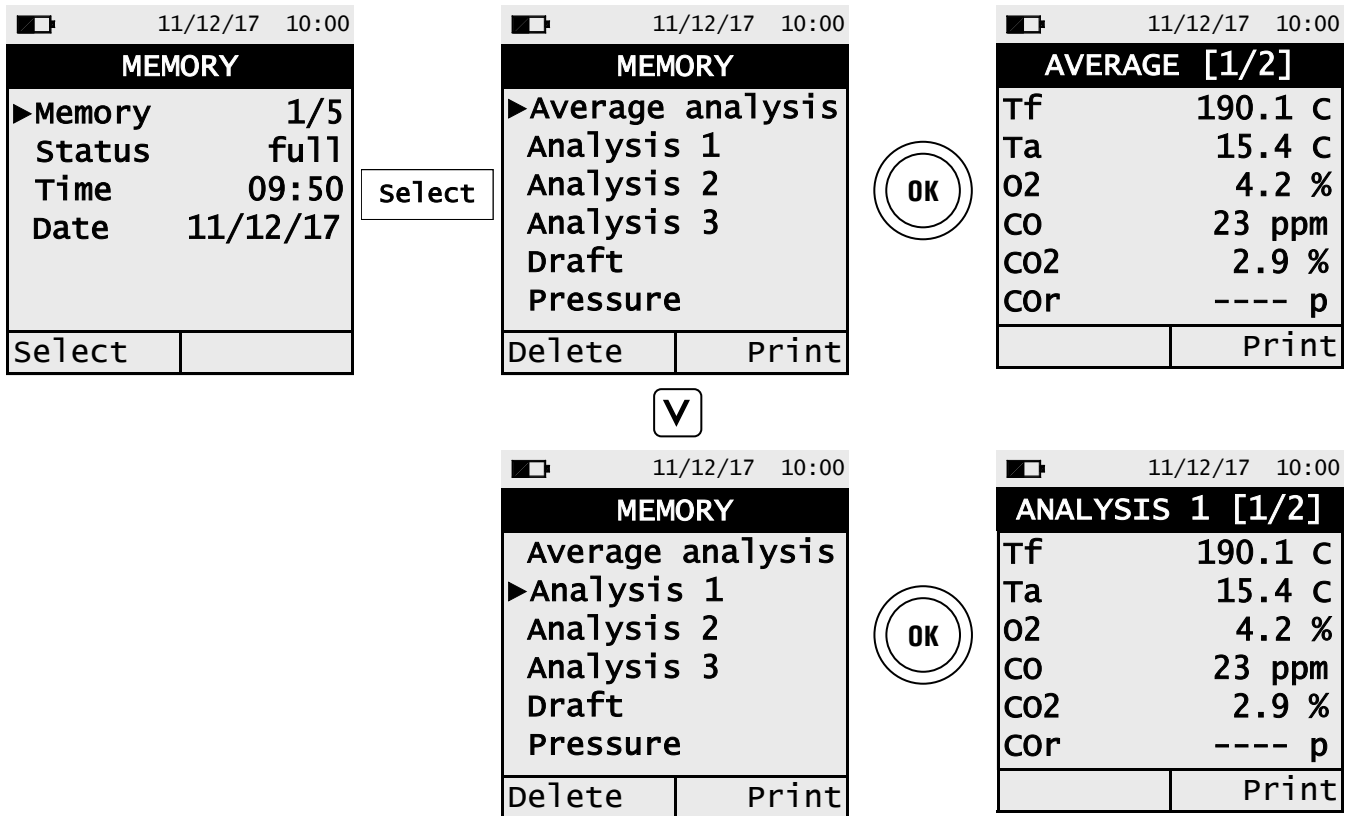 11/12/17 10:00
MEMORY
►Memory 1/5
Status full
Time 09:50
Date 11/12/17
Select
Select
11/12/17 10:00
MEMORY
►Average analysis
Analysis 1
Analysis 2
Analysis 3
Draft
Pressure
Delete Print
OK
11/12/17 10:00
AVERAGE [1/2]
Tf 190.1 C
Ta 15.4 C
O2 4.2 %
CO 23 ppm
CO2 2.9 %
COr ---- p
Print
V
11/12/17 10:00
MEMORY
Average analysis
►Analysis 1
Analysis 2
Analysis 3
Draft
Pressure
Delete Print
OK
11/12/17 10:00
ANALYSIS 1 [1/2]
Tf 190.1 C
Ta 15.4 C
O2 4.2 %
CO 23 ppm
CO2 2.9 %
COr ---- p
Print